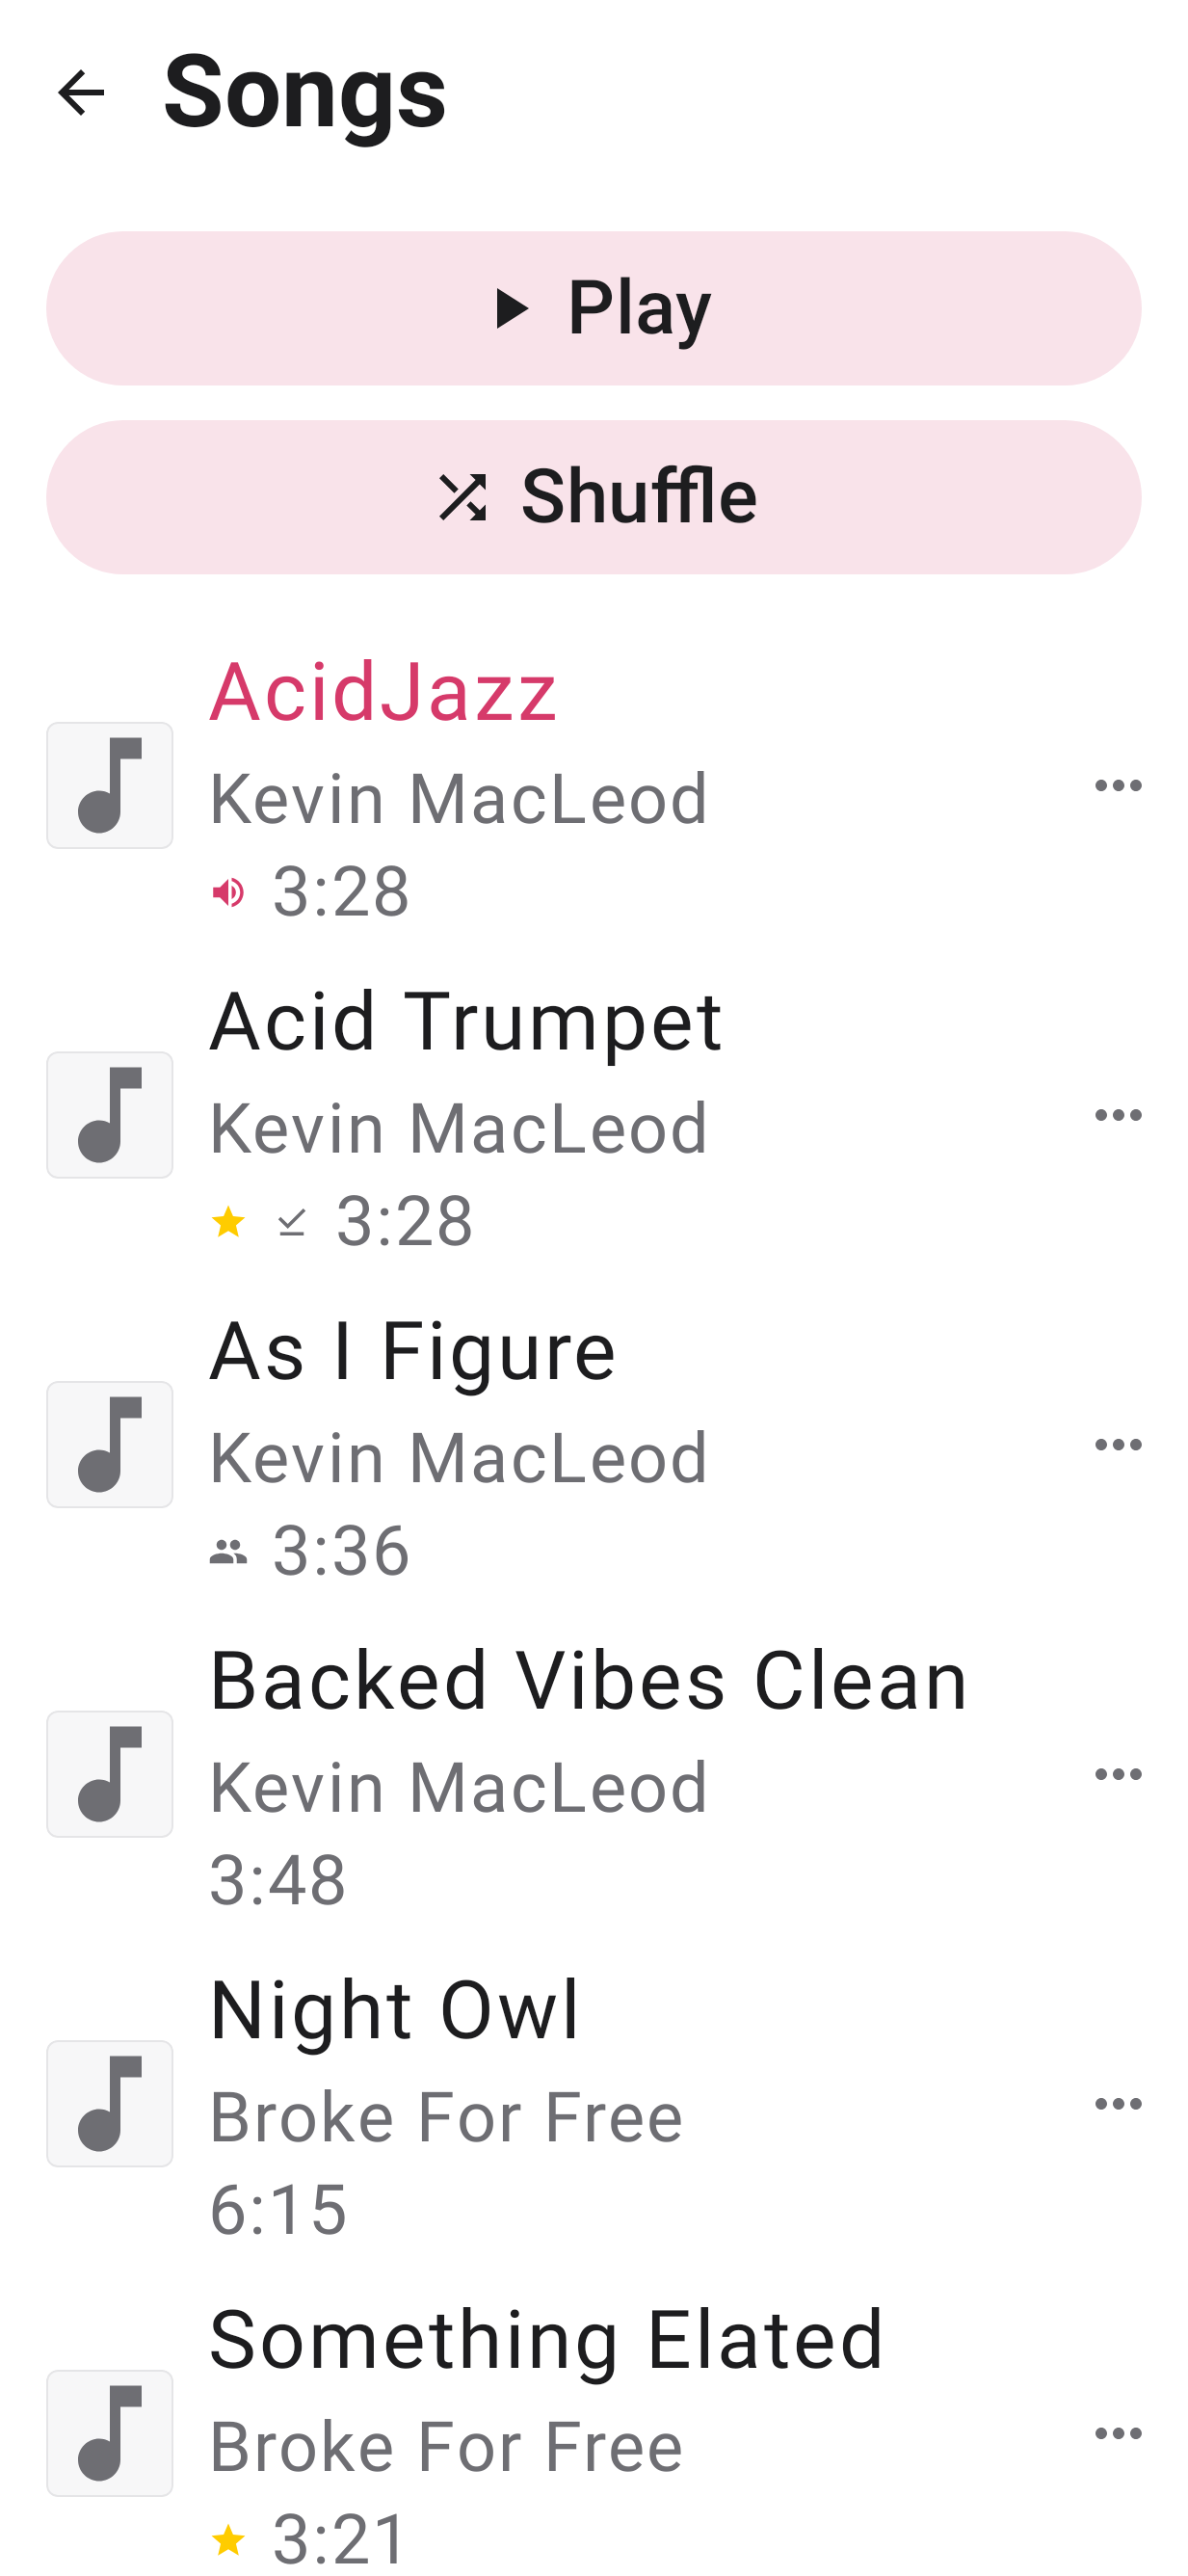 Songs
Play
Shuffle
AcidJazz
Kevin MacLeod
3:28
Acid Trumpet
Kevin MacLeod
3:28
As I Figure
Kevin MacLeod
3:36
Backed Vibes Clean
Kevin MacLeod
3:48
Night Owl
Broke For Free
6:15
Something Elated
Broke For Free
3:21